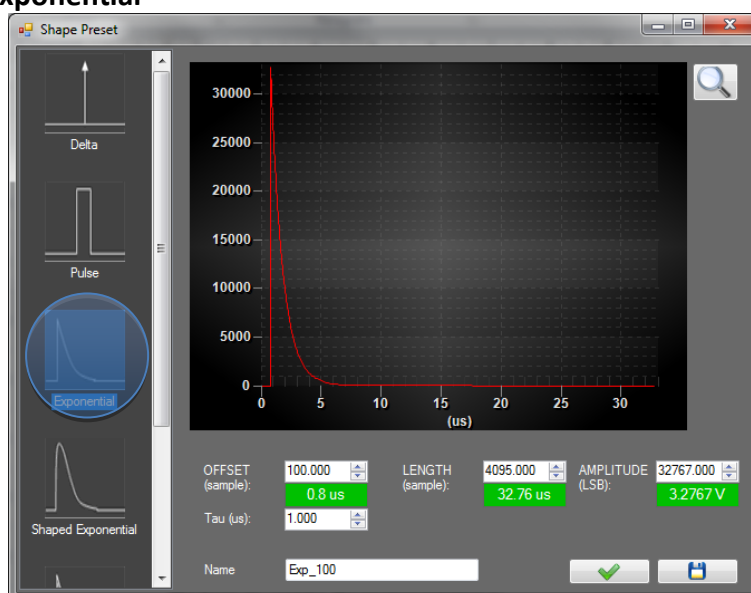 xponential
Shape Preset
Delta
Pulse
Exponential
Shaped Exponential
30000
25000
20000
15000
10000
5000
0
0 5 10 15 20 25 30
(us)
OFFSET (sample): 100.000 LENGTH (sample): 4095.000 AMPLITUDE (LSB): 32767.000
0.8 us 32.76 us 3.2767 V
Tau (us): 1.000
Name Exp_100